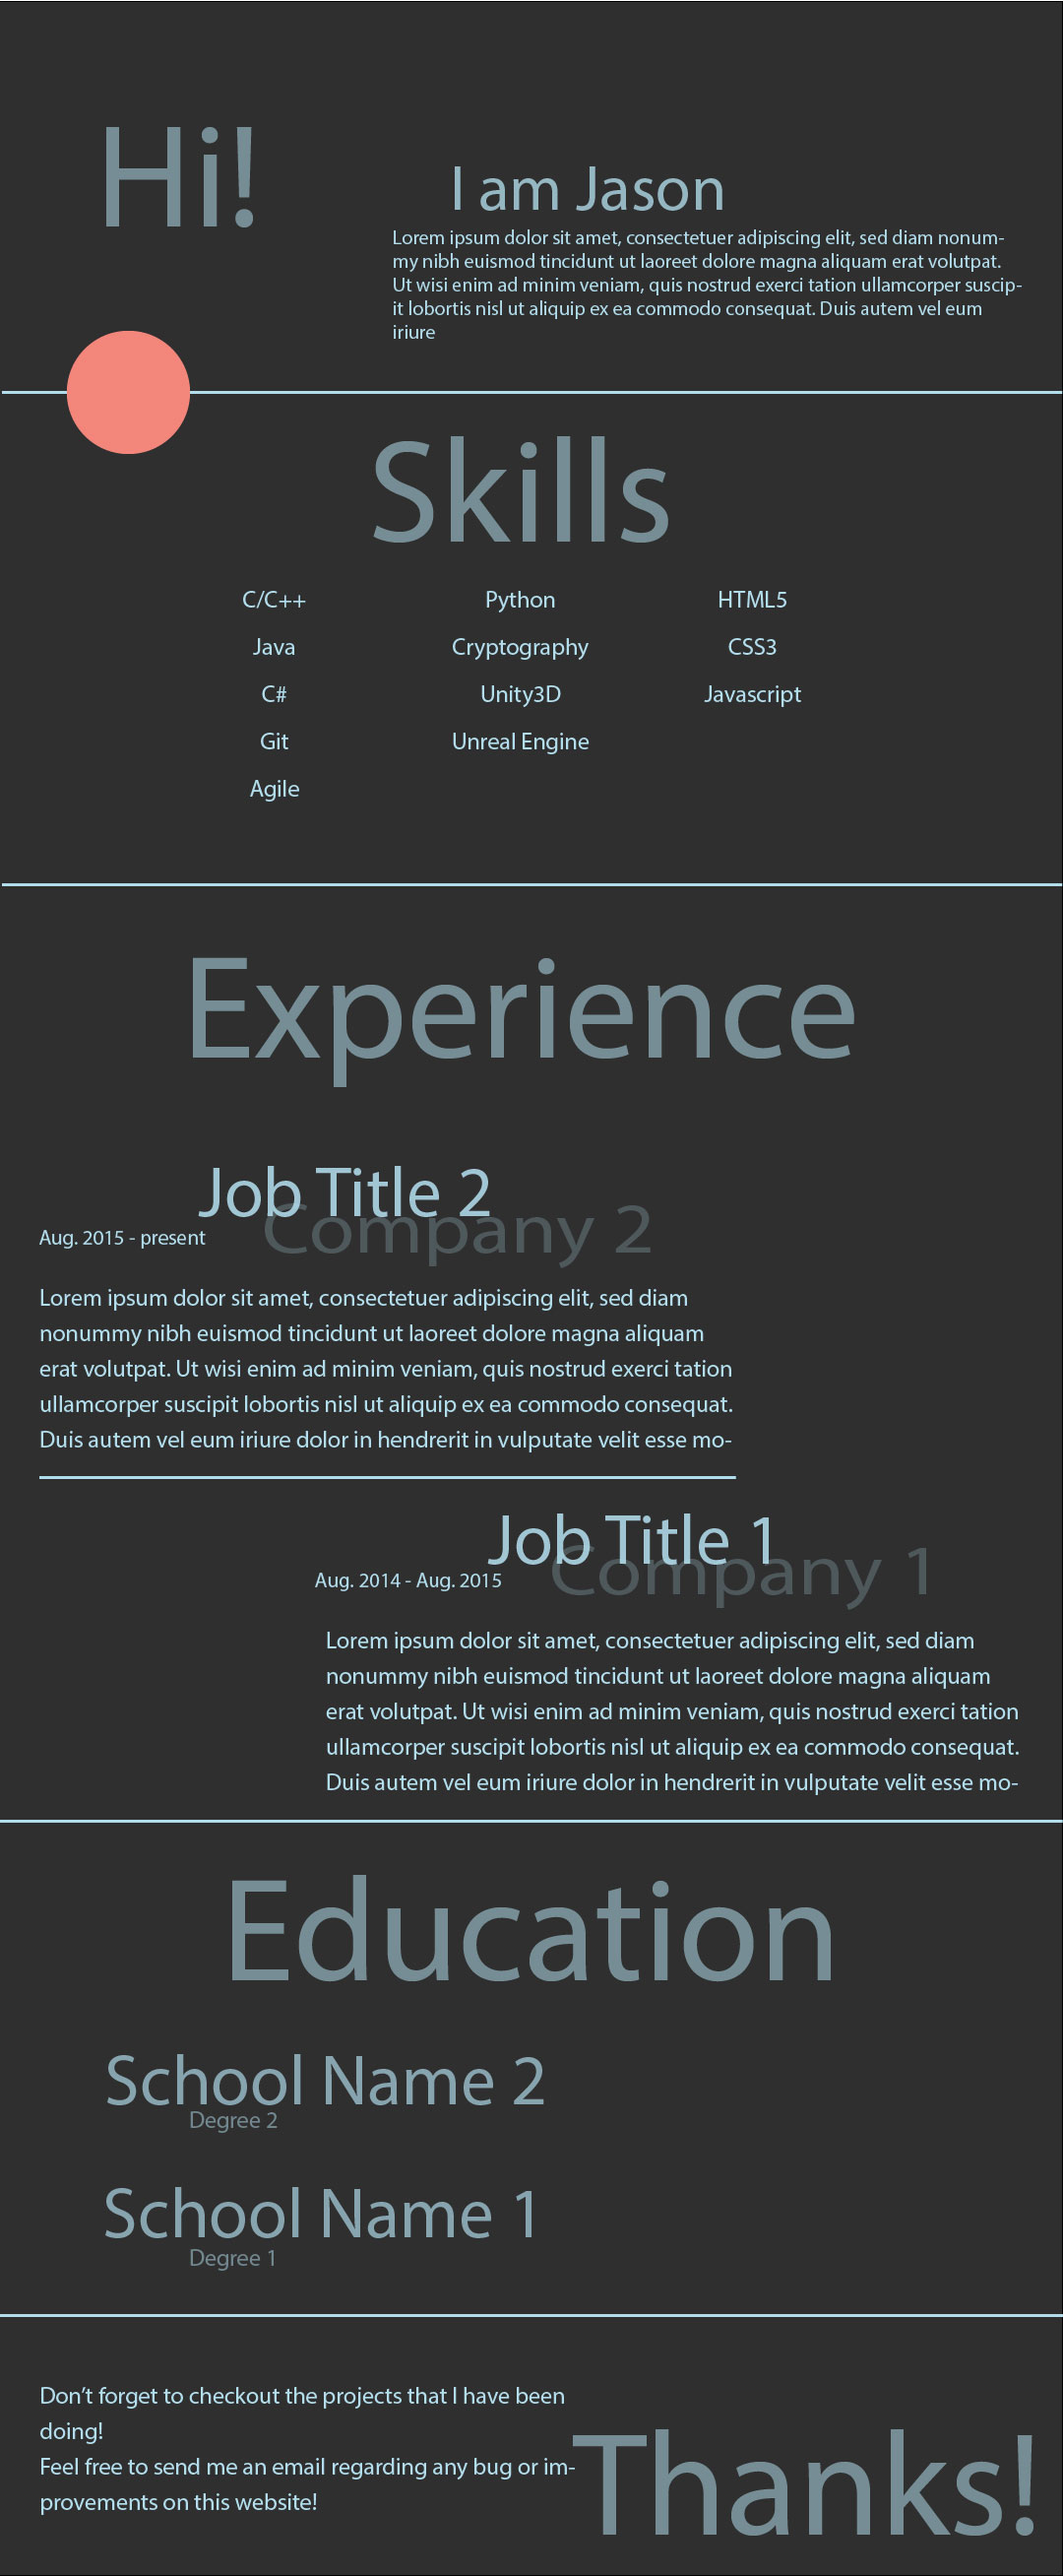 Hi!
I am Jason
Lorem ipsum dolor sit amet, consectetuer adipiscing elit, sed diam nonum-
my nibh euismod tincidunt ut laoreet dolore magna aliquam erat volutpat.
Ut wisi enim ad minim veniam, quis nostrud exerci tation ullamcorper suscip-
it lobortis nisl ut aliquip ex ea commodo consequat. Duis autem vel eum
iriure
Skills
C/C++ Python HTML5
Java Cryptography CSS3
C# Unity3D Javascript
Git Unreal Engine
Agile
Experience
Job Title 2
Company 2
Aug. 2015 - present
Lorem ipsum dolor sit amet, consectetuer adipiscing elit, sed diam
nonummy nibh euismod tincidunt ut laoreet dolore magna aliquam
erat volutpat. Ut wisi enim ad minim veniam, quis nostrud exerci tation
ullamcorper suscipit lobortis nisl ut aliquip ex ea commodo consequat.
Duis autem vel eum iriure dolor in hendrerit in vulputate velit esse mo-
Job Title 1
Company 1
Aug. 2014 - Aug. 2015
Lorem ipsum dolor sit amet, consectetuer adipiscing elit, sed diam
nonummy nibh euismod tincidunt ut laoreet dolore magna aliquam
erat volutpat. Ut wisi enim ad minim veniam, quis nostrud exerci tation
ullamcorper suscipit lobortis nisl ut aliquip ex ea commodo consequat.
Duis autem vel eum iriure dolor in hendrerit in vulputate velit esse mo-
Education
School Name 2
Degree 2
School Name 1
Degree 1
Don’t forget to checkout the projects that I have been
doing!
Feel free to send me an email regarding any bug or im-
provements on this website!
Thanks!